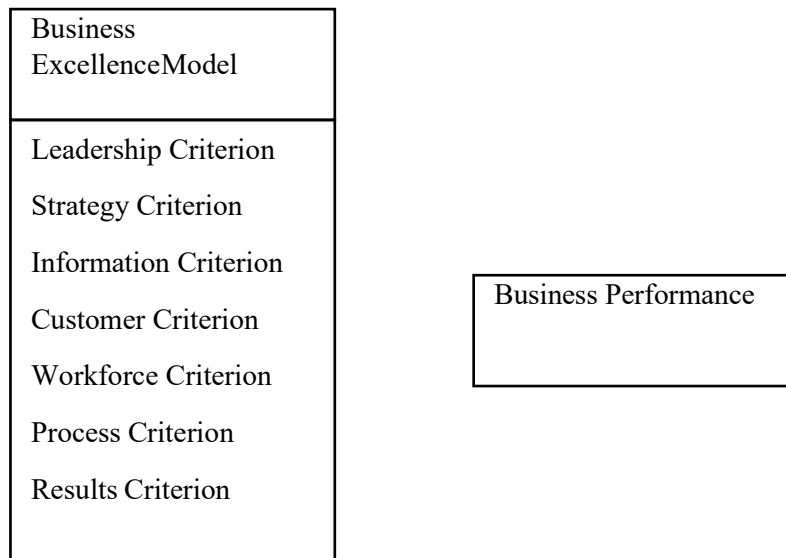 Business
ExcellenceModel
Leadership Criterion
Strategy Criterion
Information Criterion
Customer Criterion
Workforce Criterion
Process Criterion
Results Criterion
Business Performance